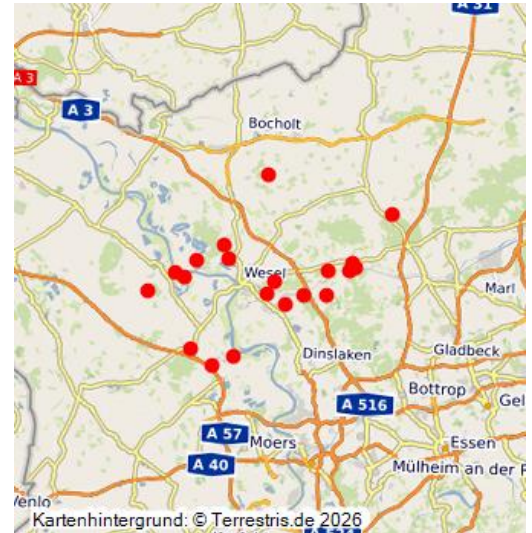 A 31
A 3
A 3
Bocholt
Wesel
Marl
Dinslaken
Gladbeck
Bottrop
A 516
Gel
A 57
Moers
Essen
A 40
Mülheim an der R
Venlo
Kartenhintergrund: © Terrestris.de 2026